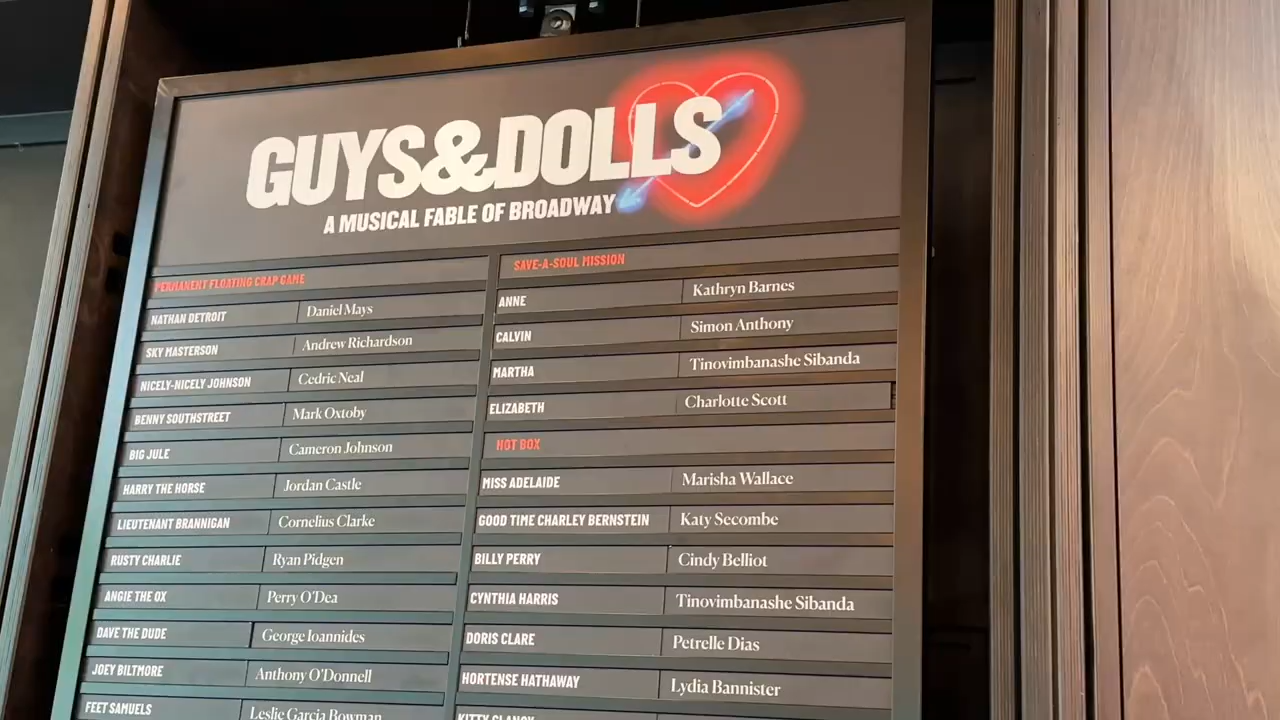 GUYS&DOLLS
A MUSICAL FABLE OF BROADWAY
PERMANENT FLOATING CRAP GAME
NATHAN DETROIT Daniel Mays
SKY MASTERSON Andrew Richardson
NICELY-NICELY JOHNSON Cedric Neal
BENNY SOUTHSTREET Mark Oxtoby
BIG JULE Cameron Johnson
HARRY THE HORSE Jordan Castle
LIEUTENANT BRANNIGAN Cornelius Clarke
RUSTY CHARLIE Ryan Pidgen
ANGIE THE OX Perry O'Dea
DAVE THE DUDE George Ioannides
JOEY BILTMORE Anthony O'Donnell
FEET SAMUELS Leslie Garcia Bowman
SAVE-A-SOUL MISSION
ANNE Kathryn Barnes
CALVIN Simon Anthony
MARTHA Tinovimbanashe Sibanda
ELIZABETH Charlotte Scott
HOT BOX
MISS ADELAIDE Marisha Wallace
GOOD TIME CHARLEY BERNSTEIN Katy Secombe
BILLY PERRY Cindy Belliot
CYNTHIA HARRIS Tinovimbanashe Sibanda
DORIS CLARE Petrelle Dias
HORTENSE HATHAWAY Lydia Bannister
KITTY CLANCY